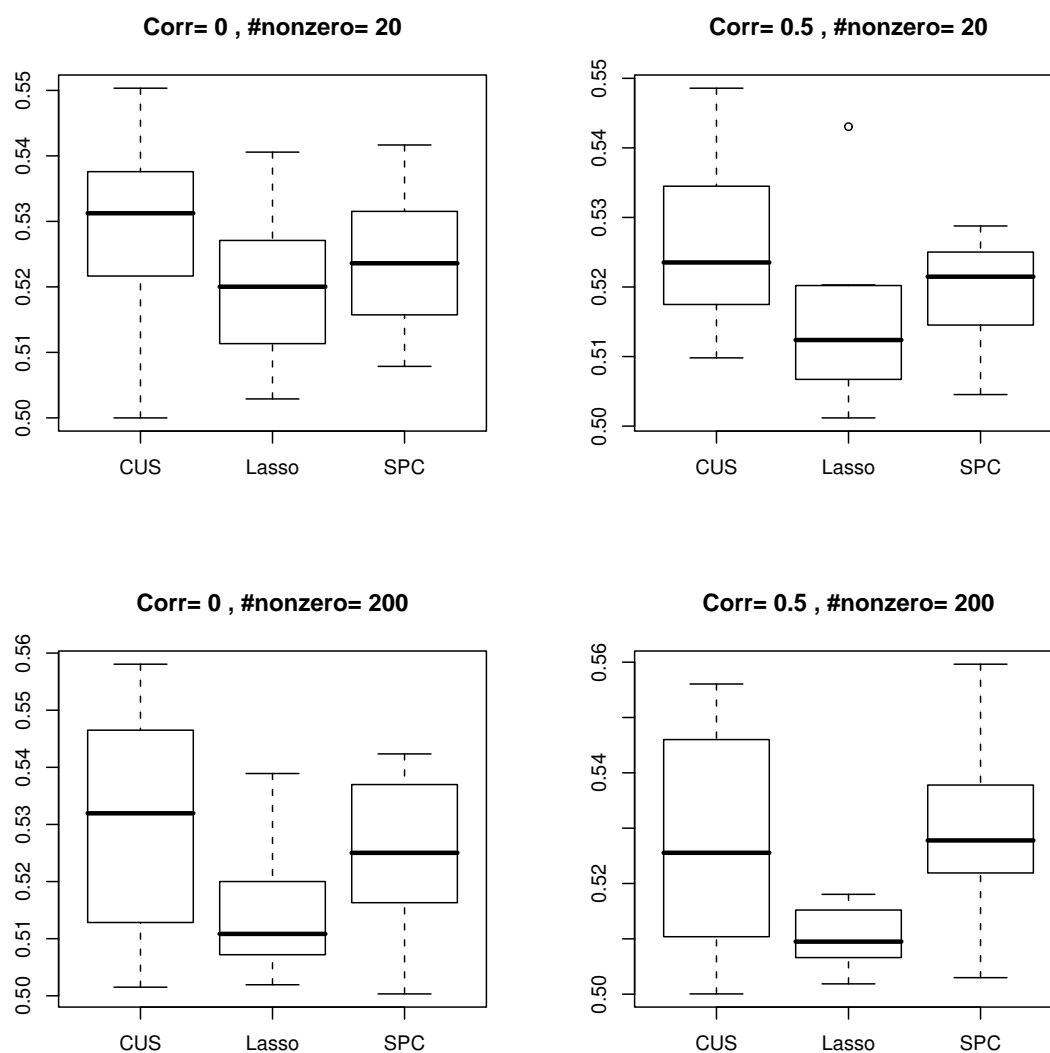 Corr= 0 , #nonzero= 20
0.55
0.54
0.53
0.52
0.51
0.50
CUS Lasso SPC
Corr= 0.5 , #nonzero= 20
0.55
0.54
0.53
0.52
0.51
0.50
CUS Lasso SPC
Corr= 0 , #nonzero= 200
0.56
0.55
0.54
0.53
0.52
0.51
0.50
CUS Lasso SPC
Corr= 0.5 , #nonzero= 200
0.56
0.54
0.52
0.50
CUS Lasso SPC